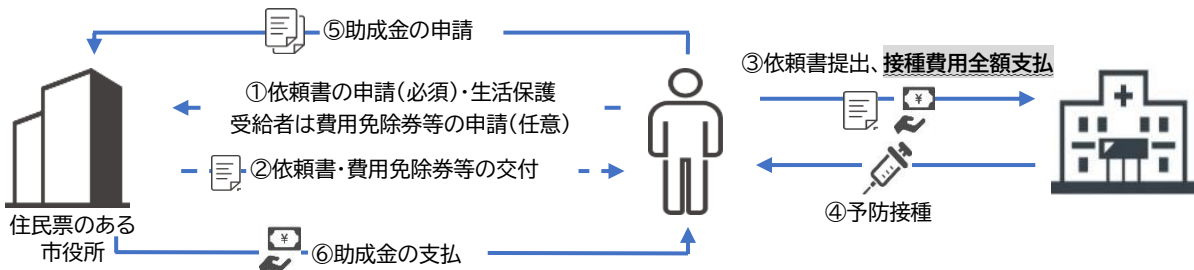 ⑤助成金の申請
③依頼書提出、接種費用全額支払
①依頼書の申請(必須)・生活保護
受給者は費用免除券等の申請(任意)
¥
②依頼書・費用免除券等の交付
④予防接種
住民票のある
市役所
¥
⑥助成金の支払